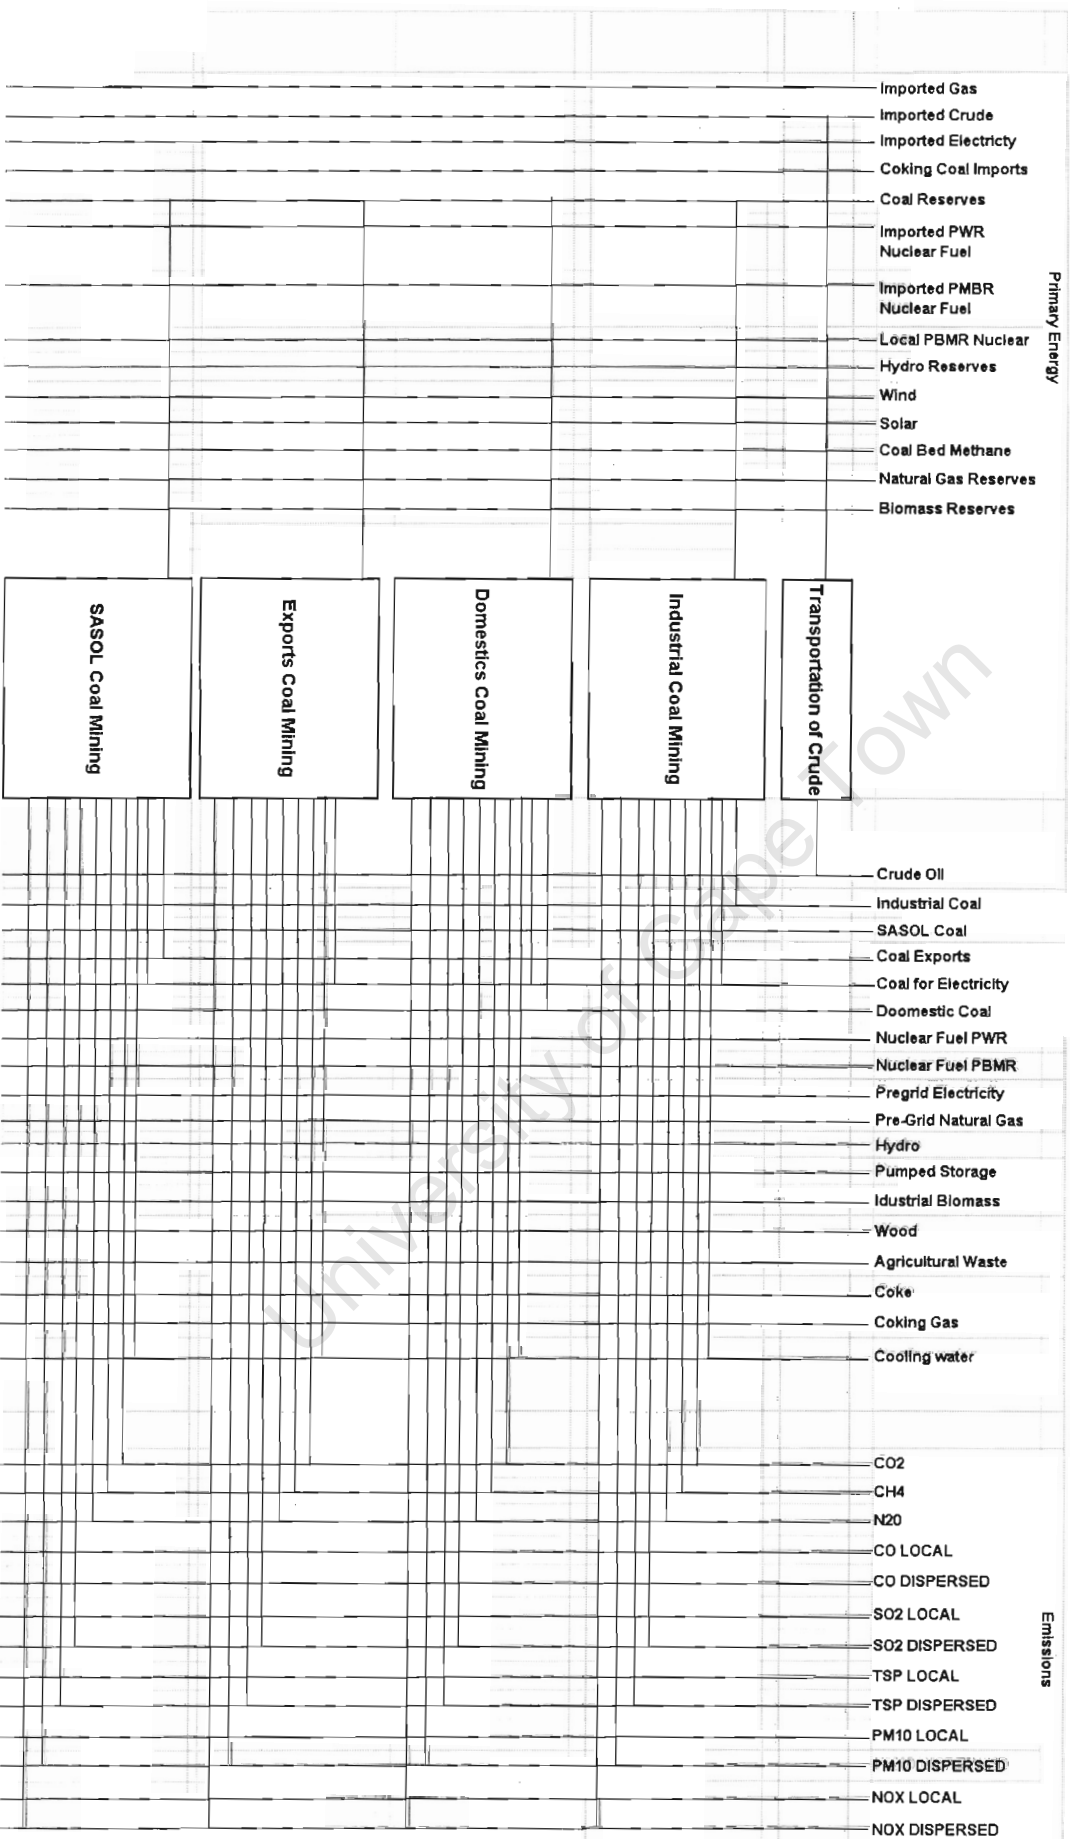 Imported Gas
Imported Crude
Imported Electricty
Coking Coal Imports
Coal Reserves
Imported PWR
Nuclear Fuel
Imported PMBR
Nuclear Fuel
Local PBMR Nuclear
Hydro Reserves
Wind
Solar
Coal Bed Methane
Natural Gas Reserves
Biomass Reserves
Primary Energy
SASOL Coal Mining
Exports Coal Mining
Domestics Coal Mining
Industrial Coal Mining
Transportation of Crude
Crude Oil
Industrial Coal
SASOL Coal
Coal Exports
Coal for Electricity
Doomestic Coal
Nuclear Fuel PWR
Nuclear Fuel PBMR
Pregrid Electricity
Pre-Grid Natural Gas
Hydro
Pumped Storage
Idustrial Biomass
Wood
Agricultural Waste
Coke
Coking Gas
Cooling water
CO2
CH4
N20
CO LOCAL
CO DISPERSED
SO2 LOCAL
SO2 DISPERSED
TSP LOCAL
TSP DISPERSED
PM10 LOCAL
PM10 DISPERSED
NOX LOCAL
NOX DISPERSED
Emissions
University of Cape Town